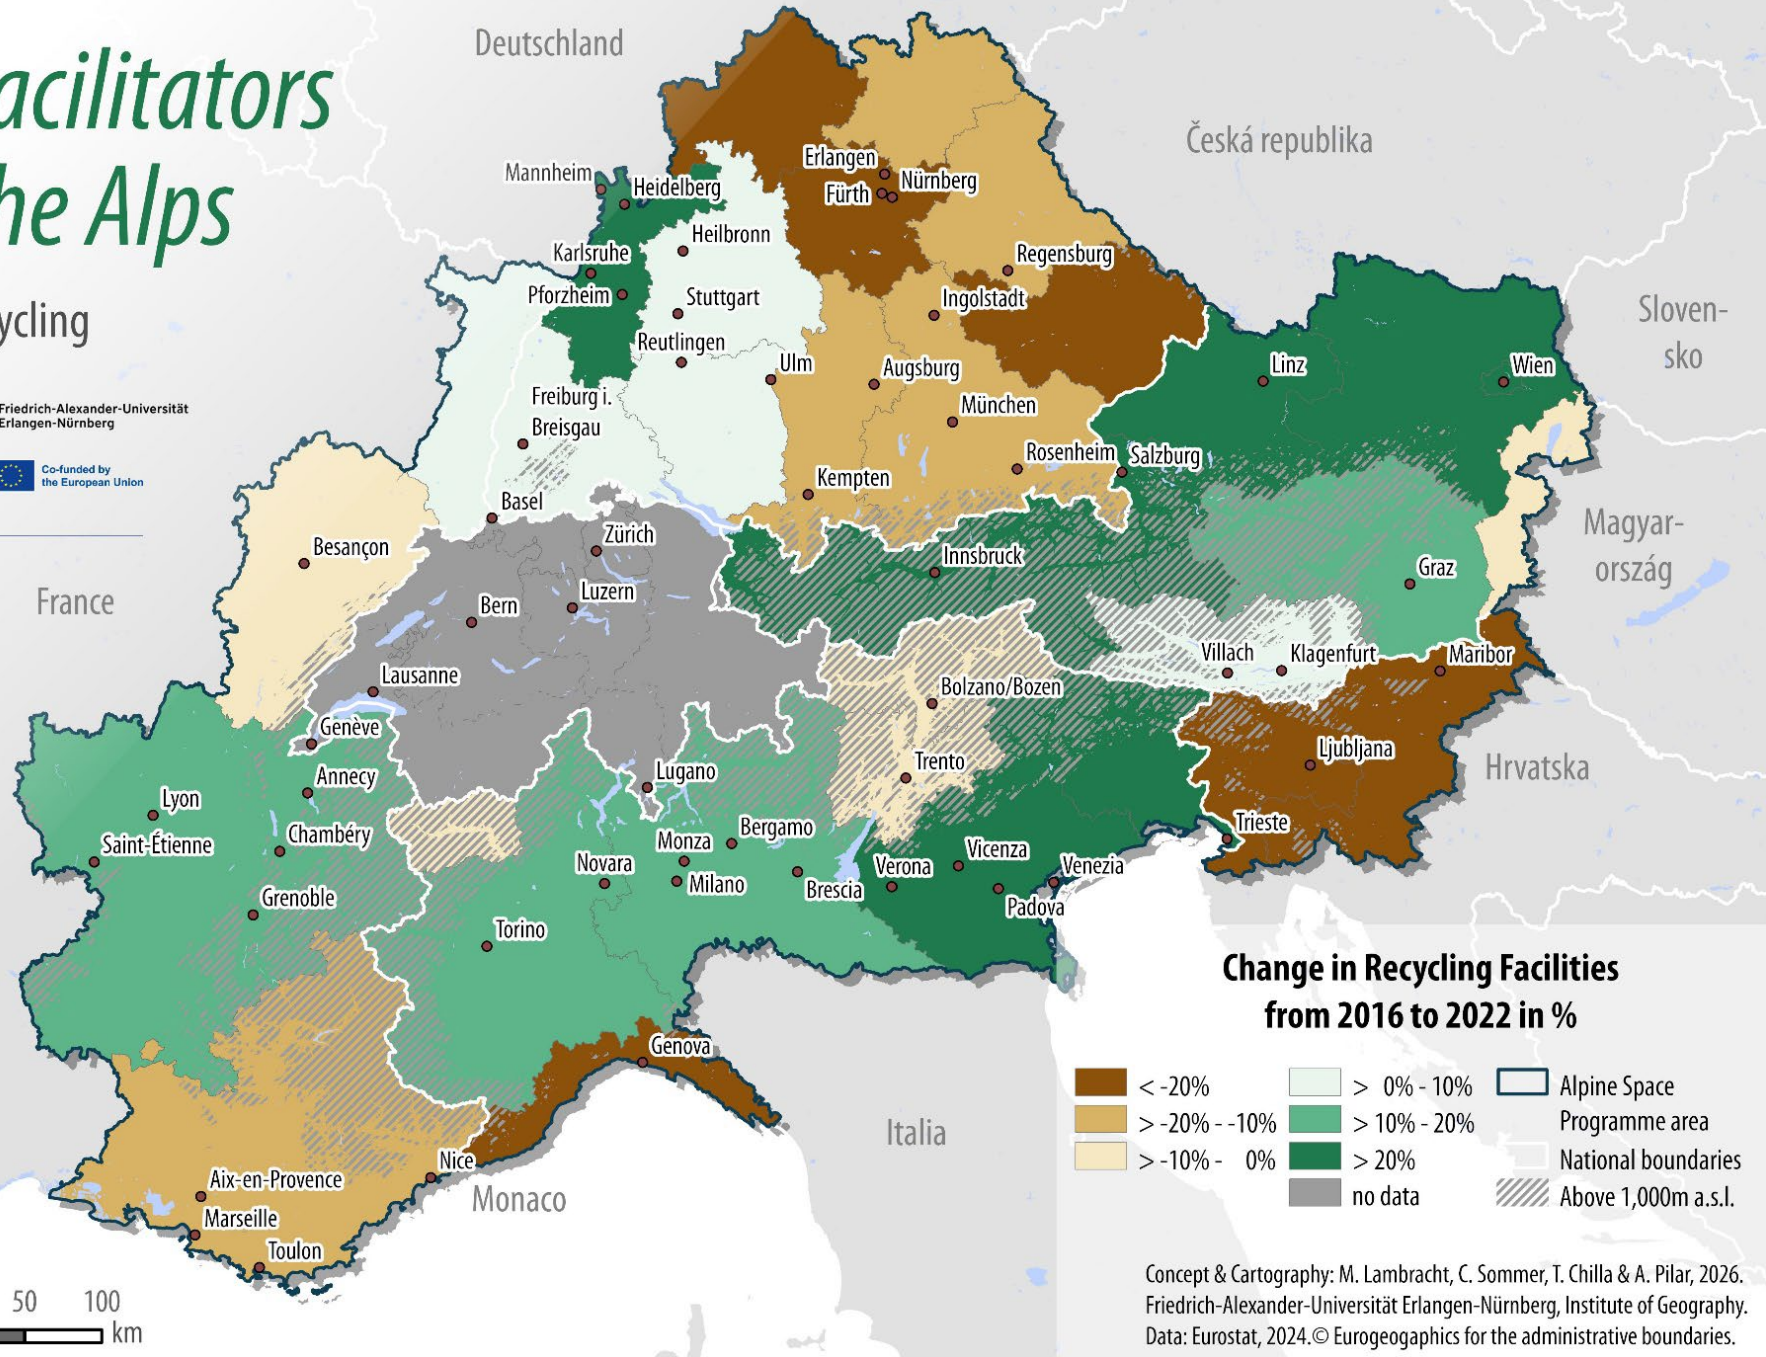 acilitators
he Alps
ycling
Friedrich-Alexander-Universität
Erlangen-Nürnberg
Co-funded by
the European Union
Deutschland
Česká republika
Sloven-
sko
Magyar-
ország
Hrvatska
Italia
Monaco
France
Mannheim
Heidelberg
Erlangen
Fürth
Nürnberg
Heilbronn
Karlsruhe
Pforzheim
Stuttgart
Reutlingen
Regensburg
Ingolstadt
Ulm
Augsburg
München
Linz
Wien
Freiburg i.
Breisgau
Kempten
Rosenheim
Salzburg
Basel
Besançon
Zürich
Innsbruck
Graz
Bern
Luzern
Lausanne
Villach
Klagenfurt
Maribor
Bolzano/Bozen
Genève
Annecy
Ljubljana
Trento
Lugano
Lyon
Saint-Étienne
Chambéry
Monza
Bergamo
Trieste
Novara
Milano
Brescia
Verona
Vicenza
Venezia
Padova
Grenoble
Torino
Genova
Nice
Aix-en-Provence
Marseille
Toulon
50 100
km
Change in Recycling Facilities
from 2016 to 2022 in %
< -20%
> -20% - -10%
> -10% - 0%
> 0% - 10%
> 10% - 20%
> 20%
no data
Alpine Space
Programme area
National boundaries
Above 1,000m a.s.l.
Concept & Cartography: M. Lambracht, C. Sommer, T. Chilla & A. Pilar, 2026.
Friedrich-Alexander-Universität Erlangen-Nürnberg, Institute of Geography.
Data: Eurostat, 2024.© Eurogeogaphics for the administrative boundaries.